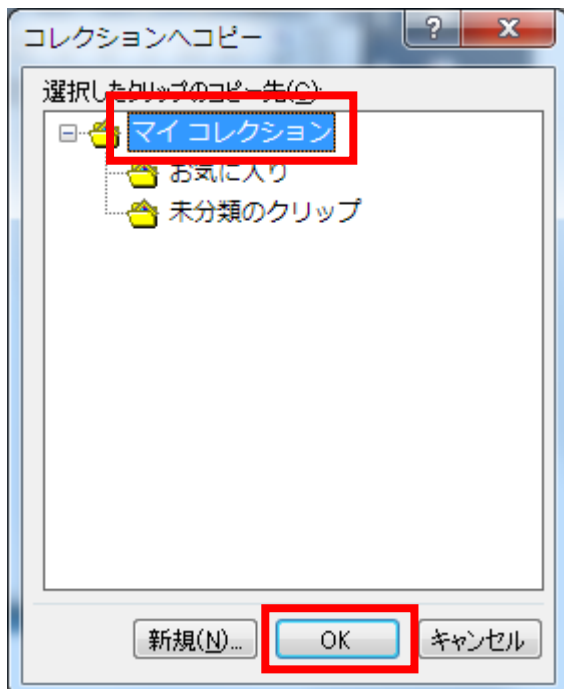 コレクションへコピー
選択したクリップのコピー先(C):
マイ コレクション
お気に入り
未分類のクリップ
新規(N)... OK キャンセル